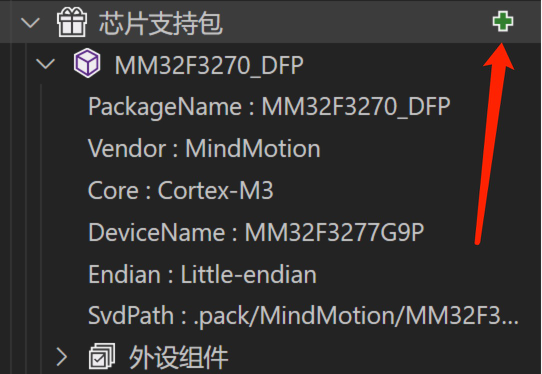 芯片支持包
MM32F3270_DFP
PackageName : MM32F3270_DFP
Vendor : MindMotion
Core : Cortex-M3
DeviceName : MM32F3277G9P
Endian : Little-endian
SvdPath : .pack/MindMotion/MM32F3...
外设组件